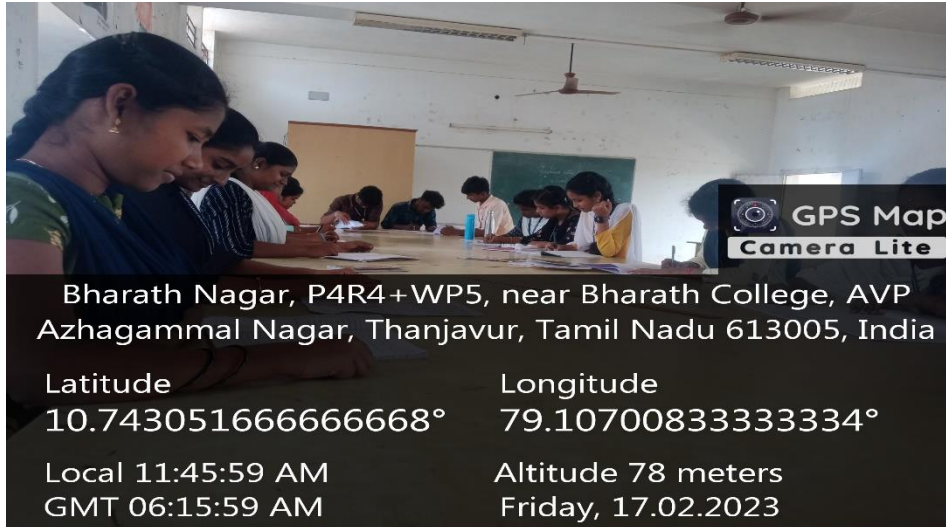 GPS Map
Camera Lite
Bharath Nagar, P4R4+WP5, near Bharath College, AVP
Azhagammal Nagar, Thanjavur, Tamil Nadu 613005, India
Latitude
10.7430516666666668°
Longitude
79.10700833333334°
Local 11:45:59 AM
GMT 06:15:59 AM
Altitude 78 meters
Friday, 17.02.2023